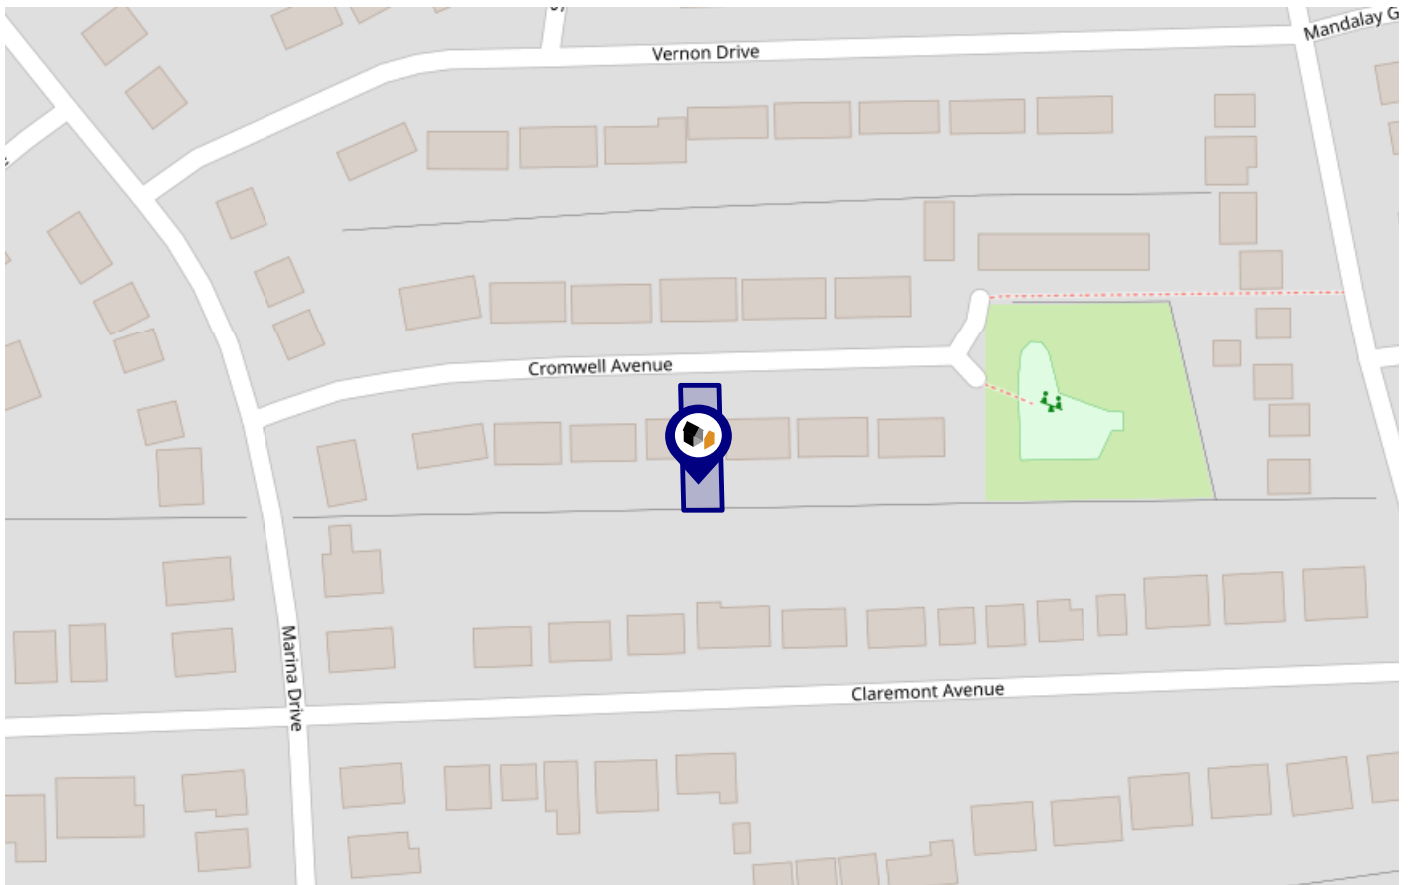 Mandalay G
Vernon Drive
Cromwell Avenue
Marina Drive
Claremont Avenue